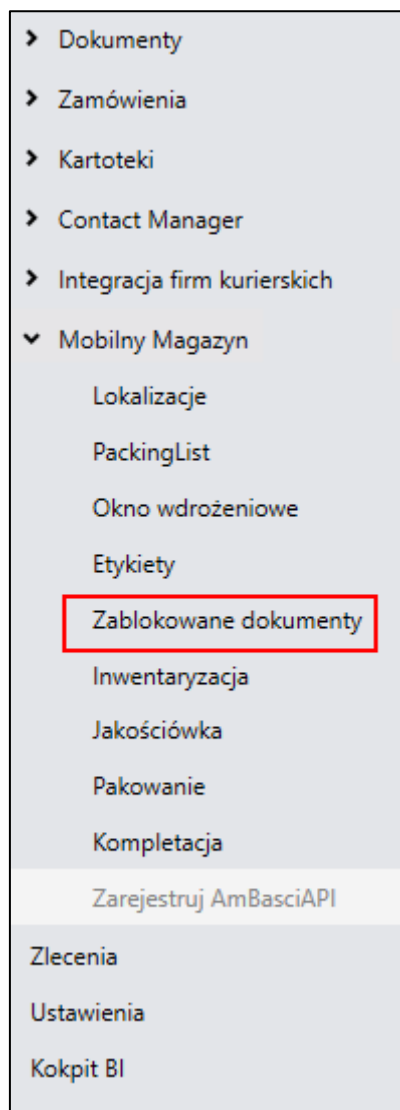 Dokumenty
Zamówienia
Kartoteki
Contact Manager
Integracja firm kurierskich
Mobilny Magazyn
Lokalizacje
PackingList
Okno wdrożeniowe
Etykiety
Zablokowane dokumenty
Inwentaryzacja
Jakościówka
Pakowanie
Kompletacja
Zarejestruj AmBasciAPI
Zlecenia
Ustawienia
Kokpit BI